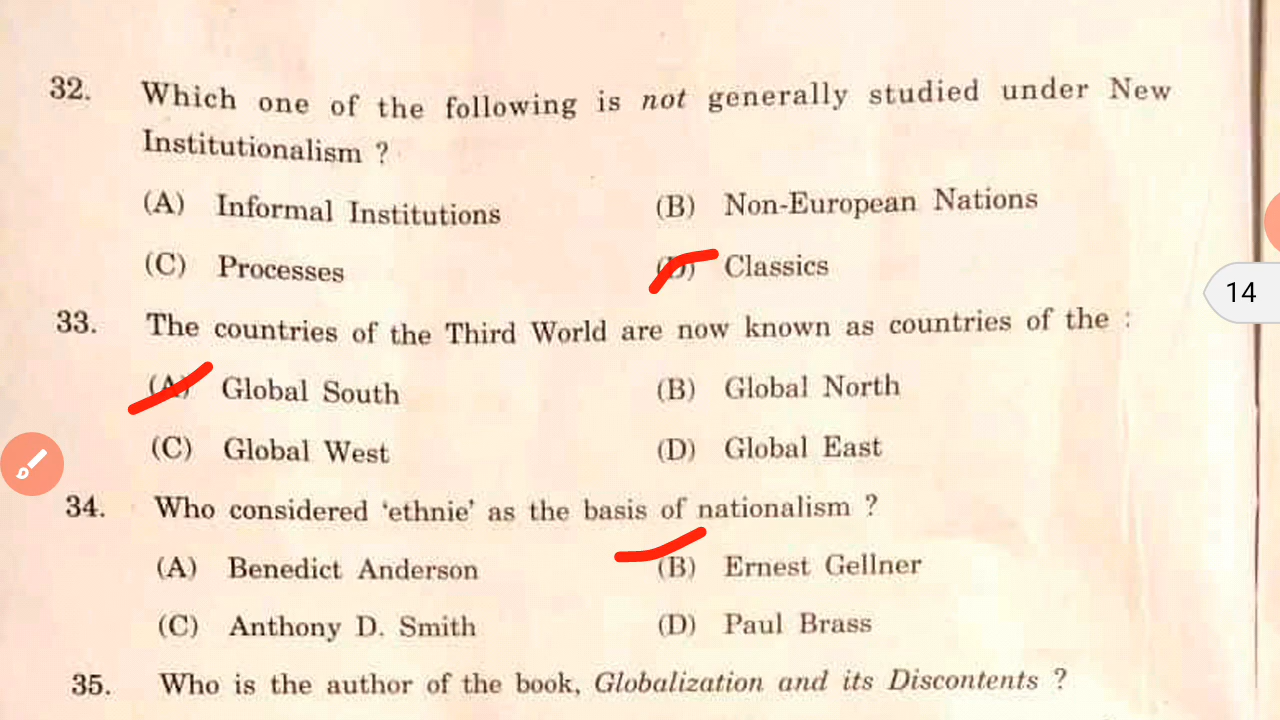 32. Which one of the following is not generally studied under New
Institutionalism ?
(A) Informal Institutions (B) Non-European Nations
(C) Processes (D) Classics
33. The countries of the Third World are now known as countries of the :
(A) Global South (B) Global North
(C) Global West (D) Global East
34. Who considered ‘ethnie’ as the basis of nationalism ?
(A) Benedict Anderson (B) Ernest Gellner
(C) Anthony D. Smith (D) Paul Brass
35. Who is the author of the book, Globalization and its Discontents ?
14